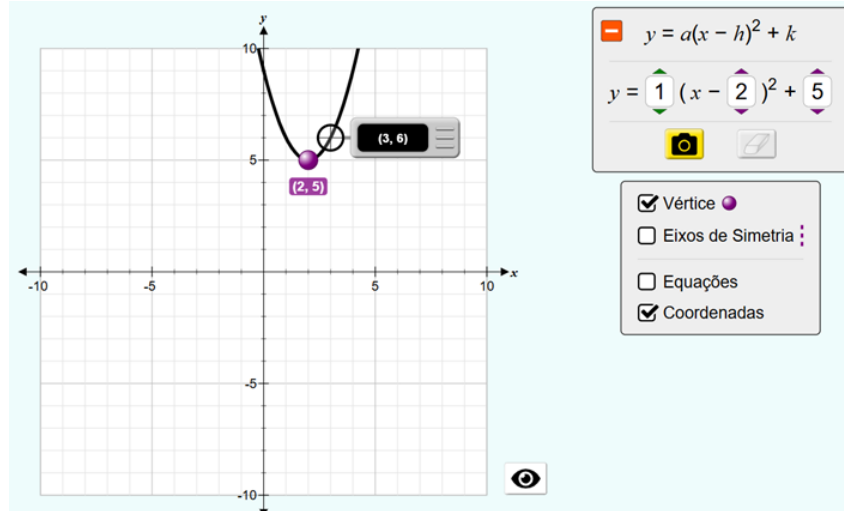 y
10
(3, 6)
5
(2, 5)
-10
-5
5
10
x
-5
-10
y = a(x − h)² + k
y = 1 (x − 2)² + 5
Vértice
Eixos de Simetria
Equações
Coordenadas